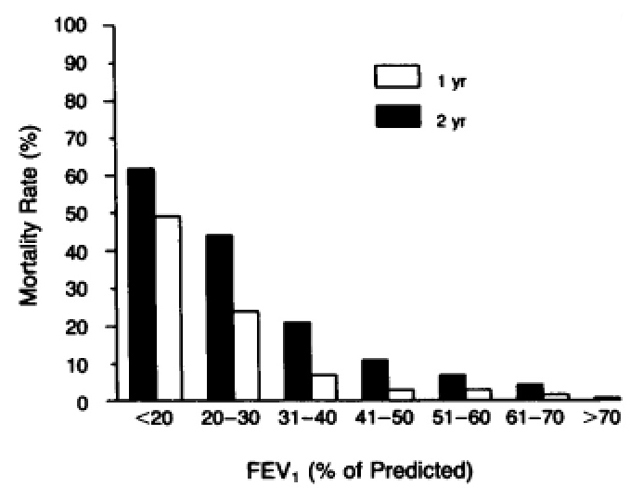 100
90
80
70
60
50
40
30
20
10
0
Mortality Rate (%)
1 yr
2 yr
<20 20–30 31–40 41–50 51–60 61–70 >70
FEV₁ (% of Predicted)